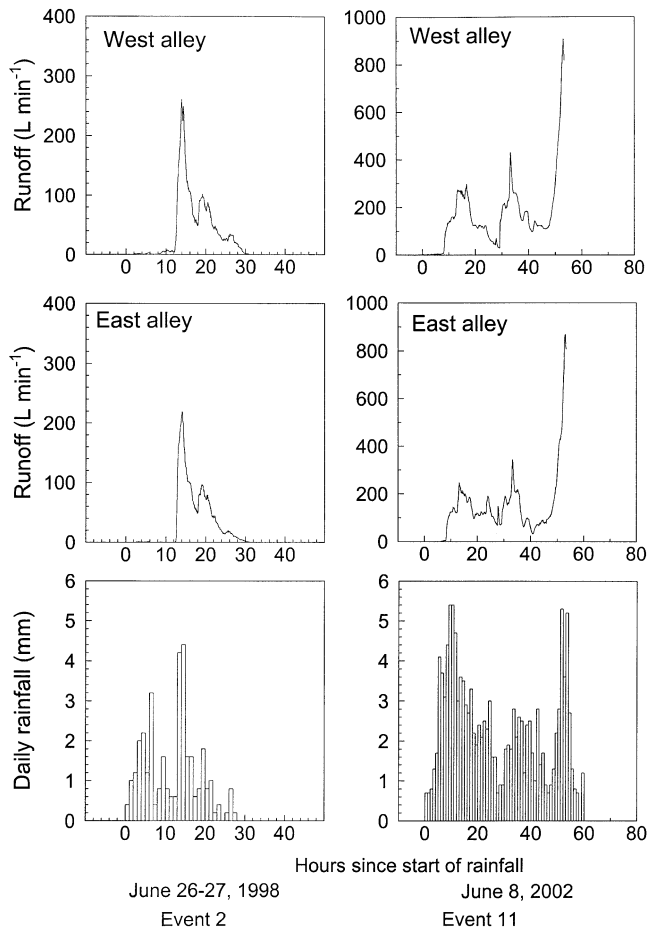 400
300
200
100
0
Runoff (L min-1)
West alley
0 10 20 30 40
1000
800
600
400
200
0
West alley
0 20 40 60 80
400
300
200
100
0
Runoff (L min-1)
East alley
0 10 20 30 40
1000
800
600
400
200
0
East alley
0 20 40 60 80
6
5
4
3
2
1
0
Daily rainfall (mm)
0 10 20 30 40
6
5
4
3
2
1
0
0 20 40 60 80
Hours since start of rainfall
June 26-27, 1998
June 8, 2002
Event 2
Event 11